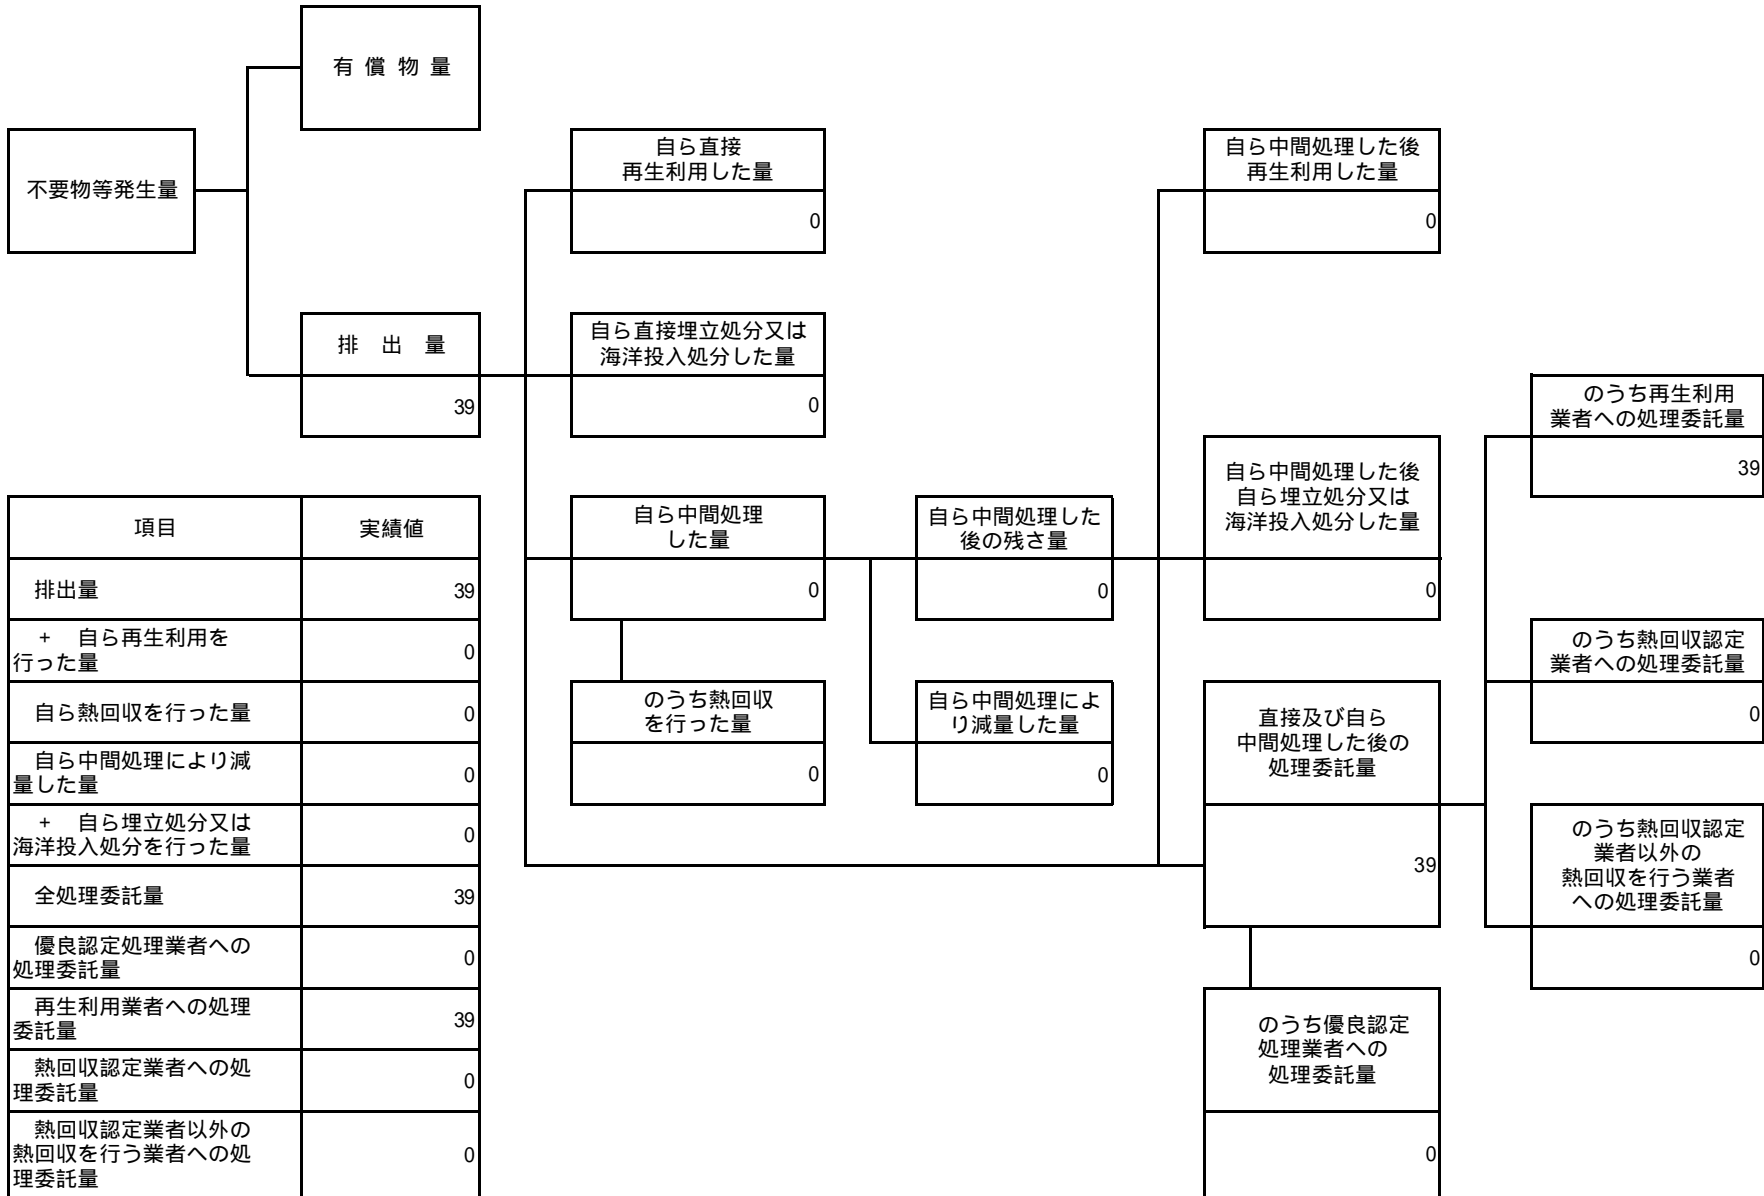 有 償 物 量
不要物等発生量
自ら直接
再生利用した量
0
自ら中間処理した後
再生利用した量
0
排 出 量
39
自ら直接埋立処分又は
海洋投入処分した量
0
のうち再生利用
業者への処理委託量
39
自ら中間処理した後
自ら埋立処分又は
海洋投入処分した量
0
自ら中間処理
した量
0
自ら中間処理した
後の残さ量
0
のうち熱回収認定
業者への処理委託量
0
のうち熱回収
を行った量
0
自ら中間処理によ
り減量した量
0
直接及び自ら
中間処理した後の
処理委託量
39
のうち熱回収認定
業者以外の
熱回収を行う業者
への処理委託量
0
のうち優良認定
処理業者への
処理委託量
0
項目 実績値
排出量 39
+ 自ら再生利用を
行った量 0
自ら熱回収を行った量 0
自ら中間処理により減
量した量 0
+ 自ら埋立処分又は
海洋投入処分を行った量 0
全処理委託量 39
優良認定処理業者への
処理委託量 0
再生利用業者への処理
委託量 39
熱回収認定業者への処
理委託量 0
熱回収認定業者以外の
熱回収を行う業者への処
理委託量 0